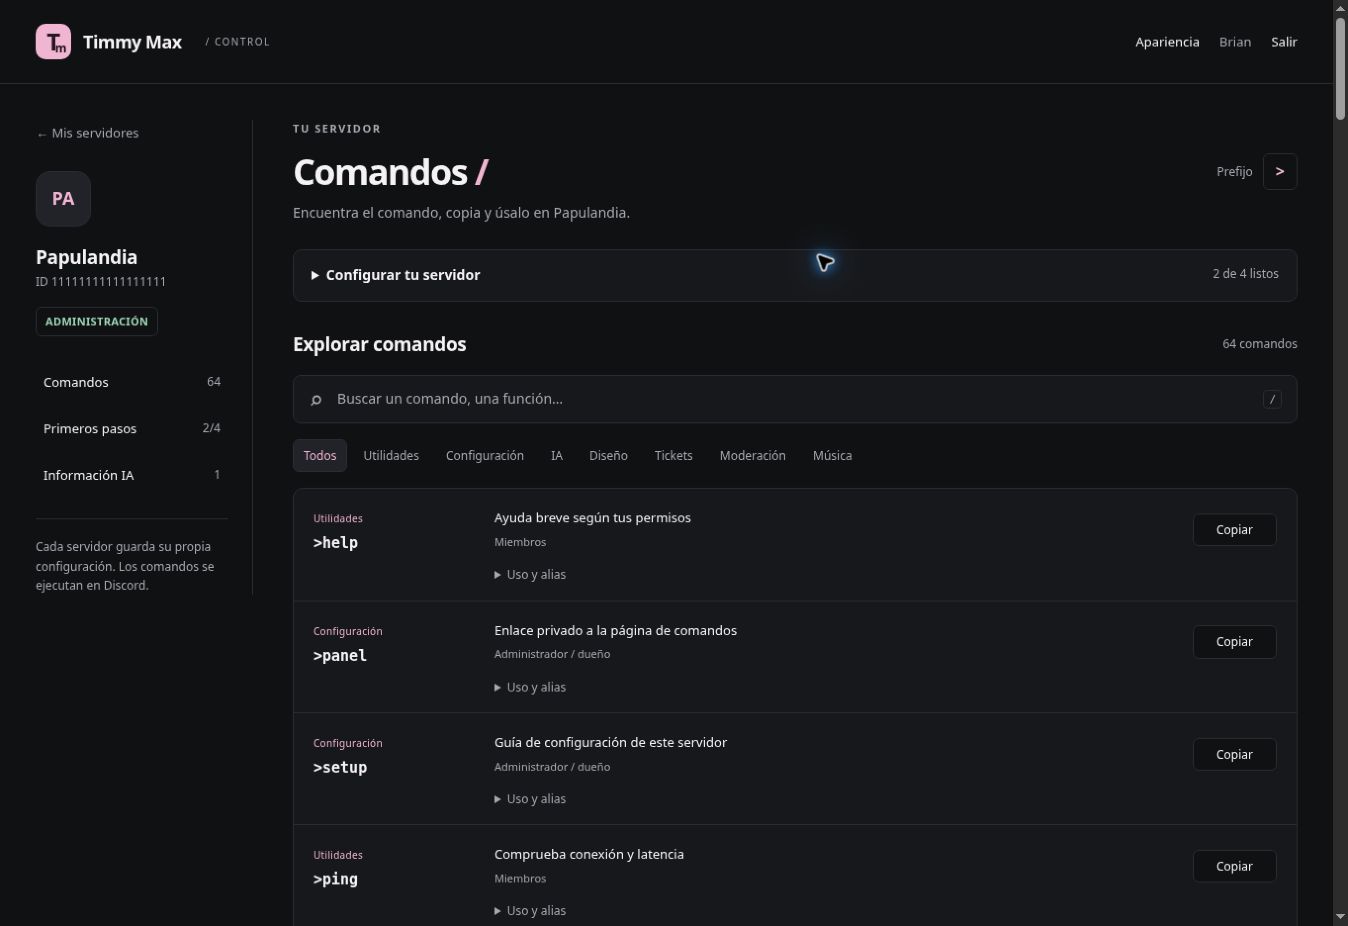 Tm Timmy Max / CONTROL
Apariencia Brian Salir
← Mis servidores
PA
Papulandia
ID 11111111111111111
ADMINISTRACIÓN
Comandos 64
Primeros pasos 2/4
Información IA 1
Cada servidor guarda su propia
configuración. Los comandos se
ejecutan en Discord.
TU SERVIDOR
Comandos /
Prefijo >
Encuentra el comando, copia y úsalo en Papulandia.
▶ Configurar tu servidor 2 de 4 listos
Explorar comandos 64 comandos
Buscar un comando, una función... /
Todos Utilidades Configuración IA Diseño Tickets Moderación Música
Utilidades
>help
Ayuda breve según tus permisos
Miembros
▶ Uso y alias
Copiar
Configuración
>panel
Enlace privado a la página de comandos
Administrador / dueño
▶ Uso y alias
Copiar
Configuración
>setup
Guía de configuración de este servidor
Administrador / dueño
▶ Uso y alias
Copiar
Utilidades
>ping
Comprueba conexión y latencia
Miembros
▶ Uso y alias
Copiar